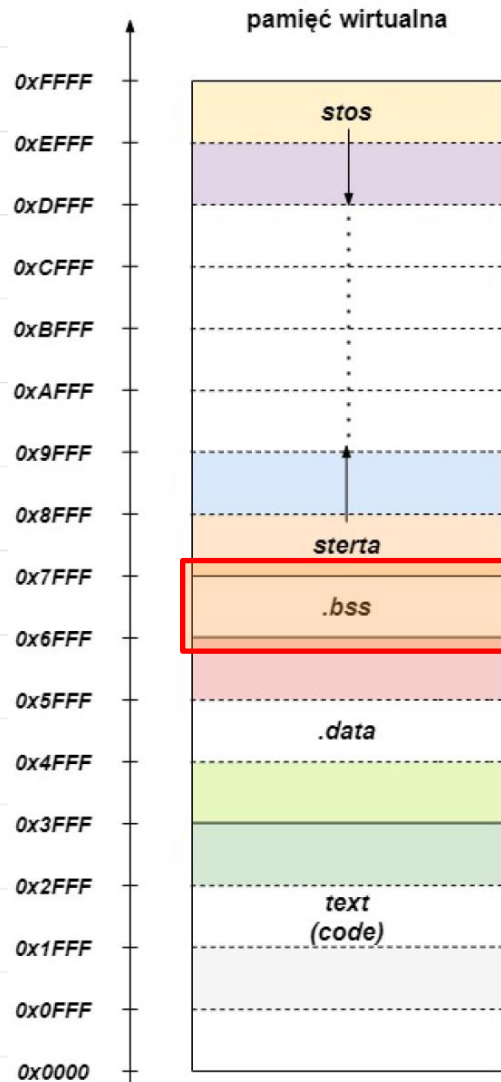 pamięć wirtualna
0xFFFF
stos
0xEFFF
0xDFFF
0xCFFF
0xBFFF
0xAFFF
0x9FFF
0x8FFF
sterta
0x7FFF
.bss
0x6FFF
0x5FFF
.data
0x4FFF
0x3FFF
0x2FFF
text
(code)
0x1FFF
0x0FFF
0x0000